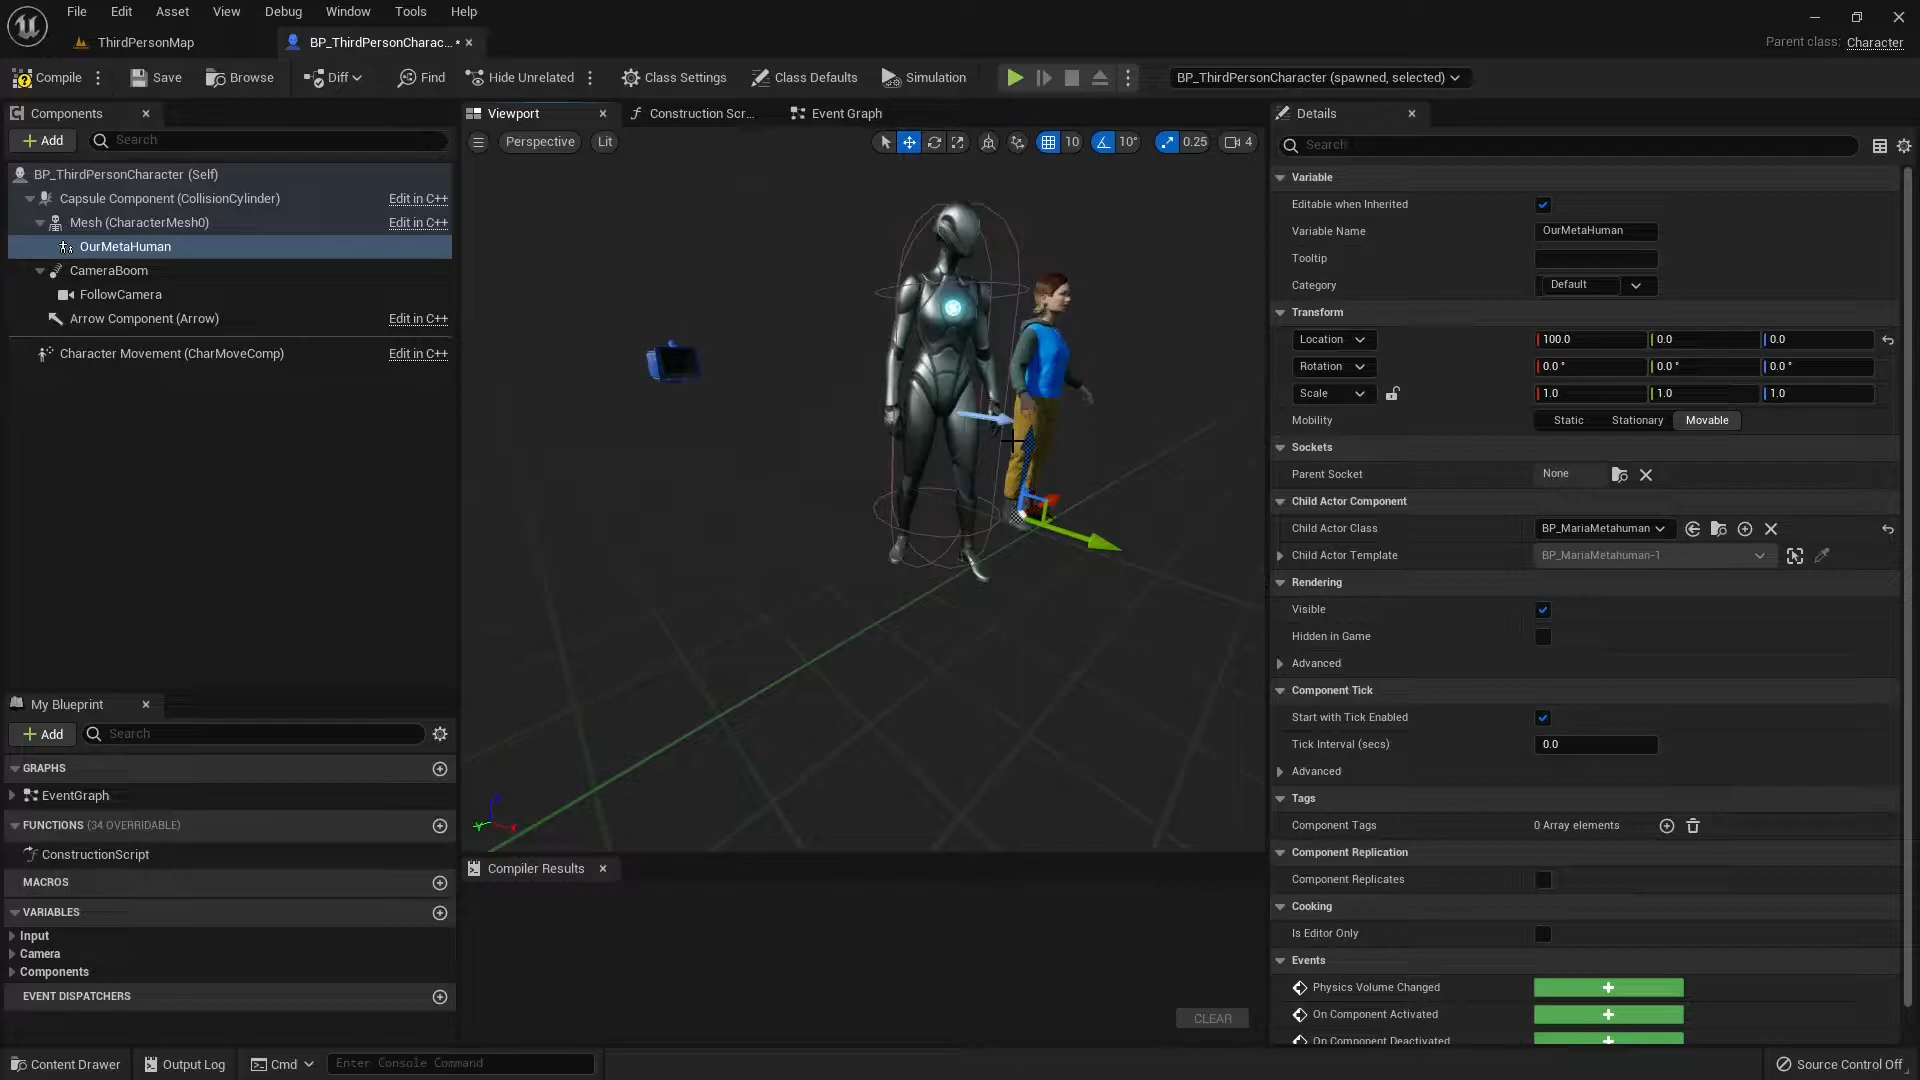 File Edit Asset View Debug Window Tools Help
ThirdPersonMap
BP_ThirdPersonCharac... •
Parent class: Character
Compile
Save
Browse
Diff
Find
Hide Unrelated
Class Settings
Class Defaults
Simulation
BP_ThirdPersonCharacter (spawned, selected)
Components
Add
Search
BP_ThirdPersonCharacter (Self)
Capsule Component (CollisionCylinder) Edit in C++
Mesh (CharacterMesh0) Edit in C++
OurMetaHuman
CameraBoom
FollowCamera
Arrow Component (Arrow) Edit in C++
Character Movement (CharMoveComp) Edit in C++
My Blueprint
Add
Search
GRAPHS
EventGraph
FUNCTIONS (34 OVERRIDABLE)
ConstructionScript
MACROS
VARIABLES
Input
Camera
Components
EVENT DISPATCHERS
Viewport
Construction Scr...
Event Graph
Perspective
Lit
10
10°
0.25
4
Compiler Results
CLEAR
Details
Search
Variable
Editable when Inherited
Variable Name OurMetaHuman
Tooltip
Category Default
Transform
Location 100.0 0.0 0.0
Rotation 0.0 ° 0.0 ° 0.0 °
Scale 1.0 1.0 1.0
Mobility Static Stationary Movable
Sockets
Parent Socket None
Child Actor Component
Child Actor Class BP_MariaMetahuman
Child Actor Template BP_MariaMetahuman-1
Rendering
Visible
Hidden in Game
Advanced
Component Tick
Start with Tick Enabled
Tick Interval (secs) 0.0
Advanced
Tags
Component Tags 0 Array elements
Component Replication
Component Replicates
Cooking
Is Editor Only
Events
Physics Volume Changed
On Component Activated
On Component Deactivated
Content Drawer
Output Log
Cmd
Enter Console Command
Source Control Off